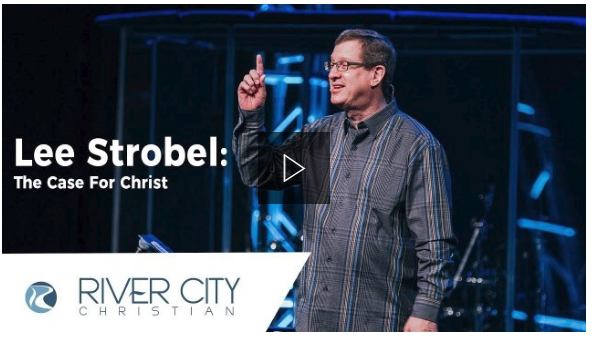 Lee Strobel:
The Case For Christ
RIVER CITY
CHRISTIAN